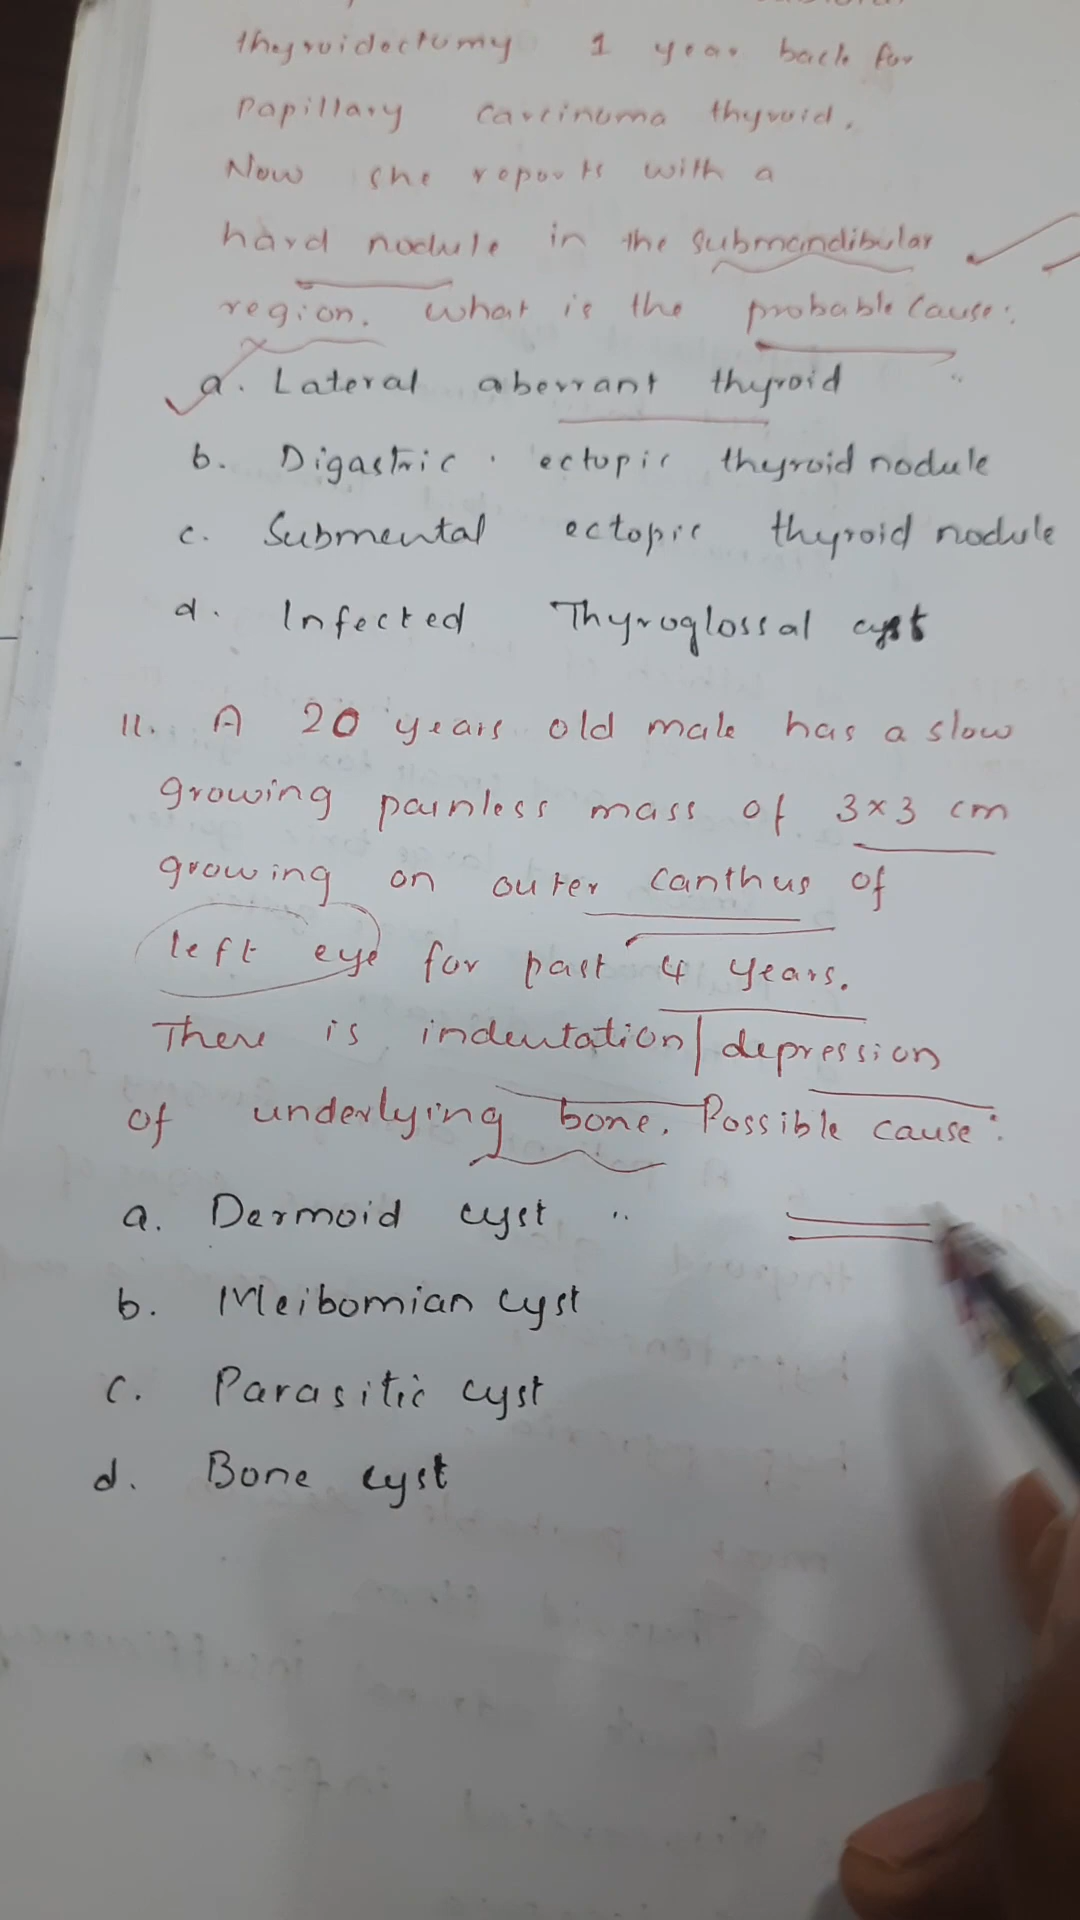 thyroidectomy 1 year back for
Papillary carcinoma thyroid.
Now she reports with a
hard nodule in the submandibular
region. what is the probable cause:
a. Lateral aberrant thyroid
b. Digastric ectopic thyroid nodule
c. Submental ectopic thyroid nodule
d. Infected Thyroglossal cyst
11. A 20 years old male has a slow
growing painless mass of 3x3 cm
growing on outer canthus of
left eye for past 4 years.
There is indentation/depression
of underlying bone. Possible cause:
a. Dermoid cyst
b. Meibomian cyst
c. Parasitic cyst
d. Bone cyst